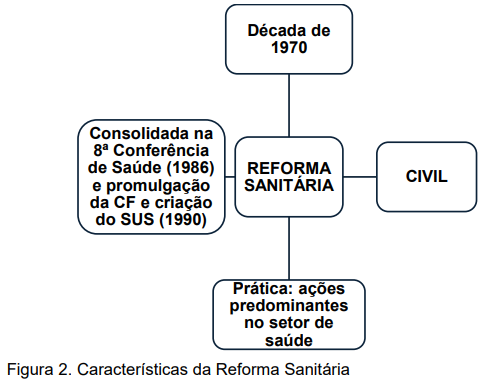 Década de
1970
Consolidada na
8ª Conferência
de Saúde (1986)
e promulgação
da CF e criação
do SUS (1990)
REFORMA
SANITÁRIA
CIVIL
Prática: ações
predominantes
no setor de
saúde
Figura 2. Características da Reforma Sanitária